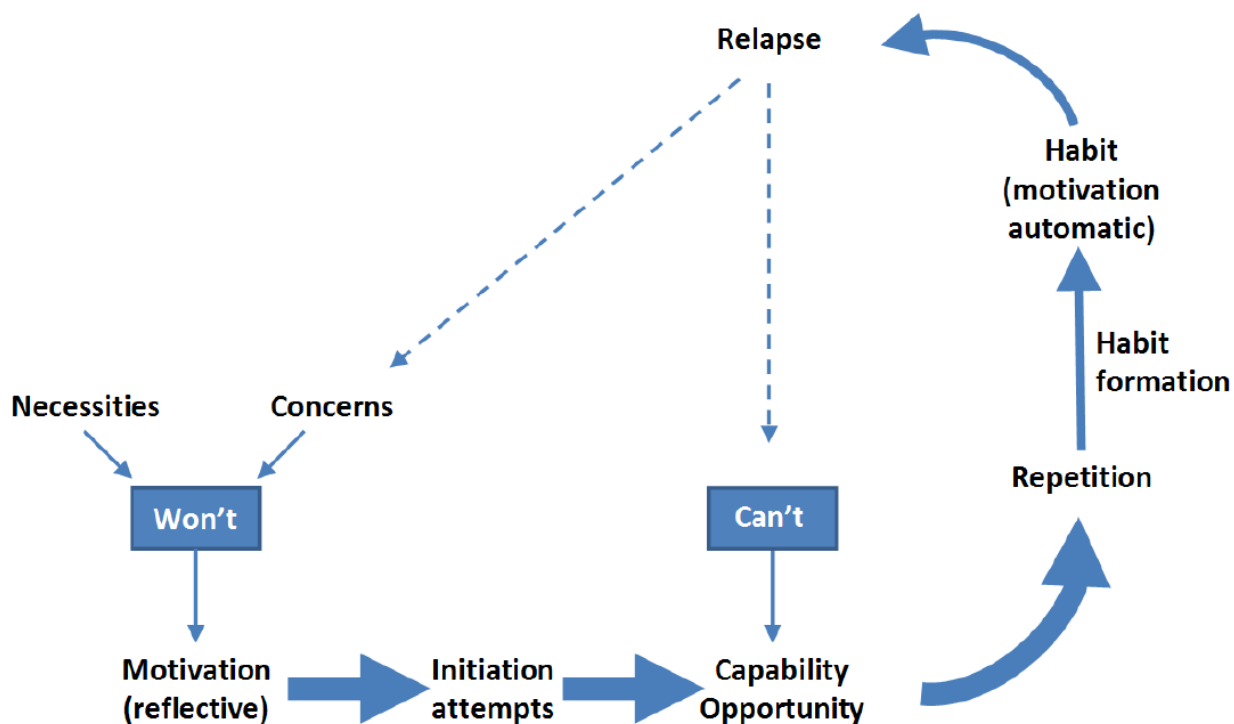 Relapse
Habit
(motivation
automatic)
Habit
formation
Necessities
Concerns
Repetition
Won’t
Can’t
Motivation
(reflective)
Initiation
attempts
Capability
Opportunity